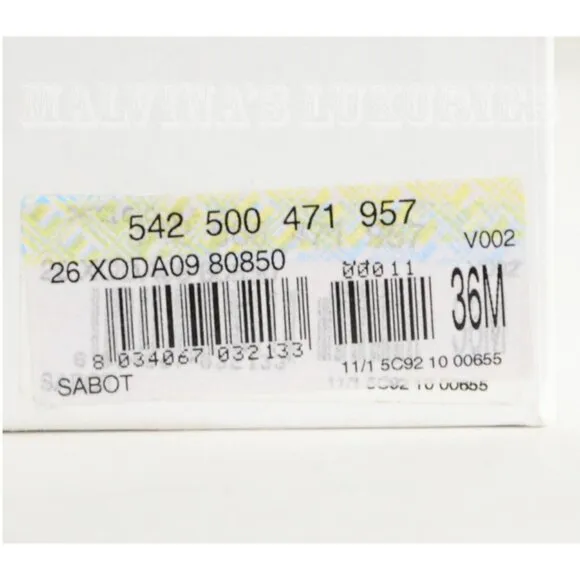 MALVINA'S LUXURIES
542 500 471 957
V002
26 XODA09 80850
00011
36M
8 034067 032133
11/1 5C92 10 00655
SABOT